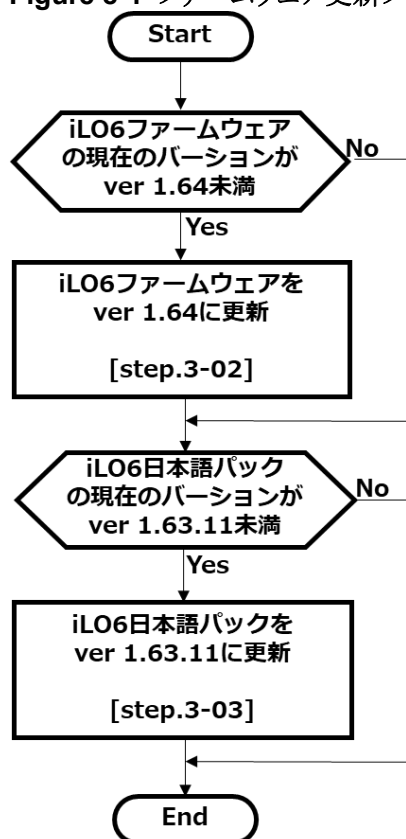 Start
iLO6ファームウェア
の現在のバージョンが
ver 1.64未満
No
Yes
iLO6ファームウェアを
ver 1.64に更新
[step.3-02]
iLO6日本語パック
の現在のバージョンが
ver 1.63.11未満
No
Yes
iLO6日本語パックを
ver 1.63.11に更新
[step.3-03]
End